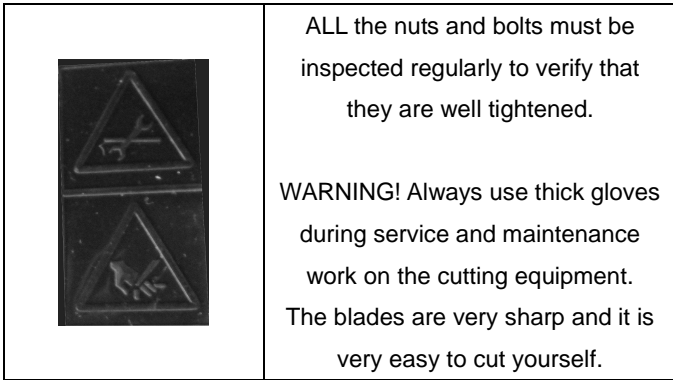 ALL the nuts and bolts must be
inspected regularly to verify that
they are well tightened.
WARNING! Always use thick gloves
during service and maintenance
work on the cutting equipment.
The blades are very sharp and it is
very easy to cut yourself.